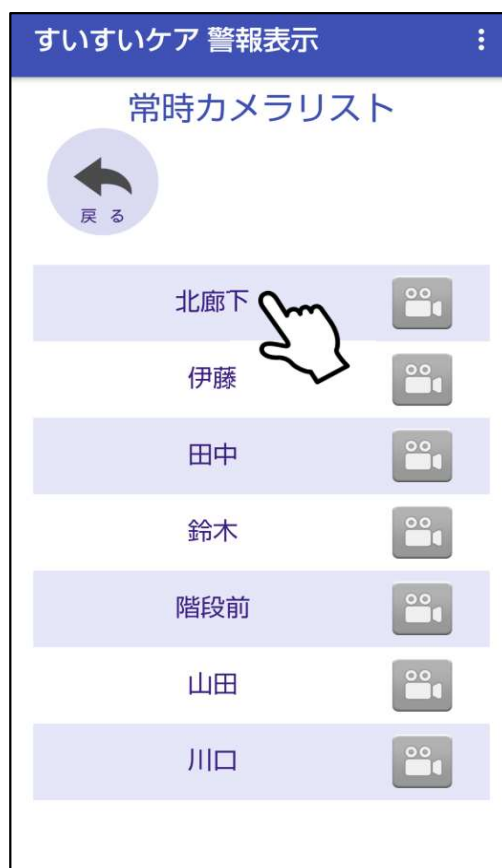 すいすいケア 警報表示
常時カメラリスト
戻る
北廊下
伊藤
田中
鈴木
階段前
山田
川口